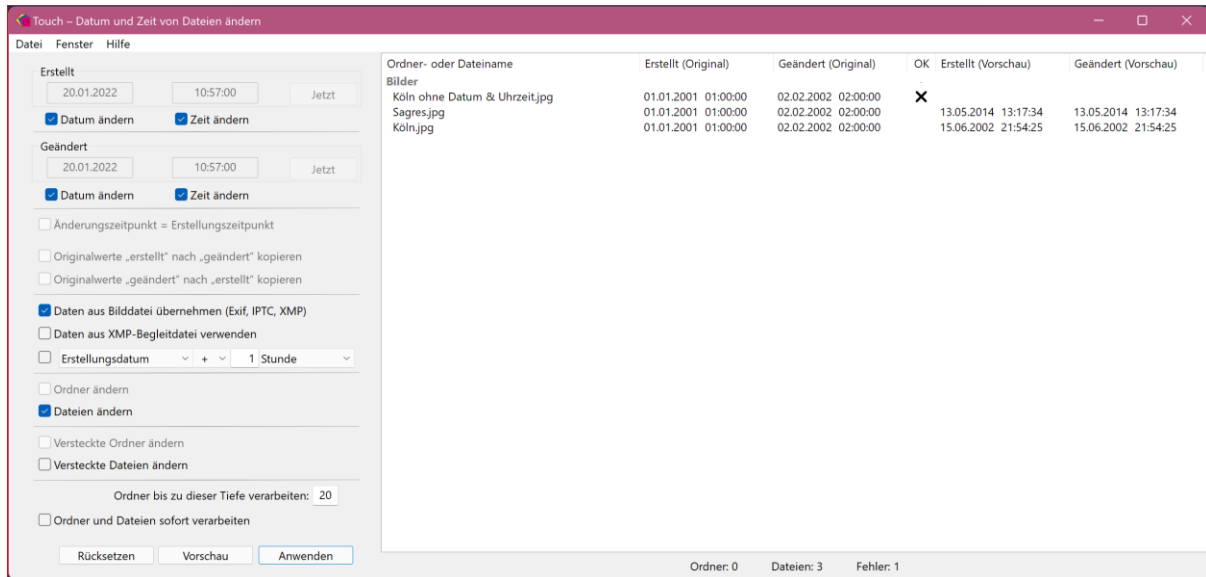 Touch – Datum und Zeit von Dateien ändern
Datei Fenster Hilfe
Erstellt
20.01.2022 10:57:00 Jetzt
Datum ändern Zeit ändern
Geändert
20.01.2022 10:57:00 Jetzt
Datum ändern Zeit ändern
Änderungszeitpunkt = Erstellungszeitpunkt
Originalwerte „erstellt“ nach „geändert“ kopieren
Originalwerte „geändert“ nach „erstellt“ kopieren
Daten aus Bilddatei übernehmen (Exif, IPTC, XMP)
Daten aus XMP-Begleitdatei verwenden
Erstellungsdatum + 1 Stunde
Ordner ändern
Dateien ändern
Versteckte Ordner ändern
Versteckte Dateien ändern
Ordner bis zu dieser Tiefe verarbeiten: 20
Ordner und Dateien sofort verarbeiten
Rücksetzen Vorschau Anwenden
Ordner- oder Dateiname Erstellt (Original) Geändert (Original) OK Erstellt (Vorschau) Geändert (Vorschau)
Bilder
Köln ohne Datum & Uhrzeit.jpg 01.01.2001 01:00:00 02.02.2002 02:00:00
Sagres.jpg 01.01.2001 01:00:00 02.02.2002 02:00:00 13.05.2014 13:17:34 13.05.2014 13:17:34
Köln.jpg 01.01.2001 01:00:00 02.02.2002 02:00:00 15.06.2002 21:54:25 15.06.2002 21:54:25
Ordner: 0 Dateien: 3 Fehler: 1